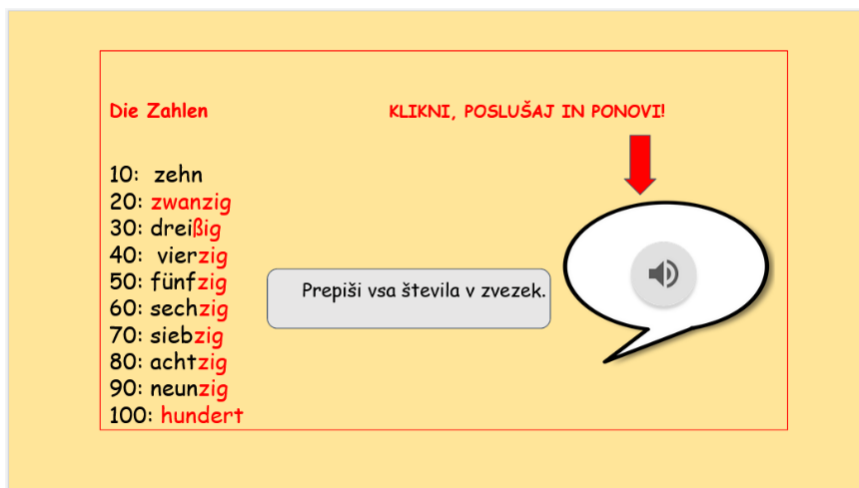 Die Zahlen
KLIKNI, POSLUŠAJ IN PONOVI!
10: zehn
20: zwanzig
30: dreißig
40: vierzig
50: fünfzig
60: sechzig
70: siebzig
80: achtzig
90: neunzig
100: hundert
Prepiši vsa števila v zvezek.